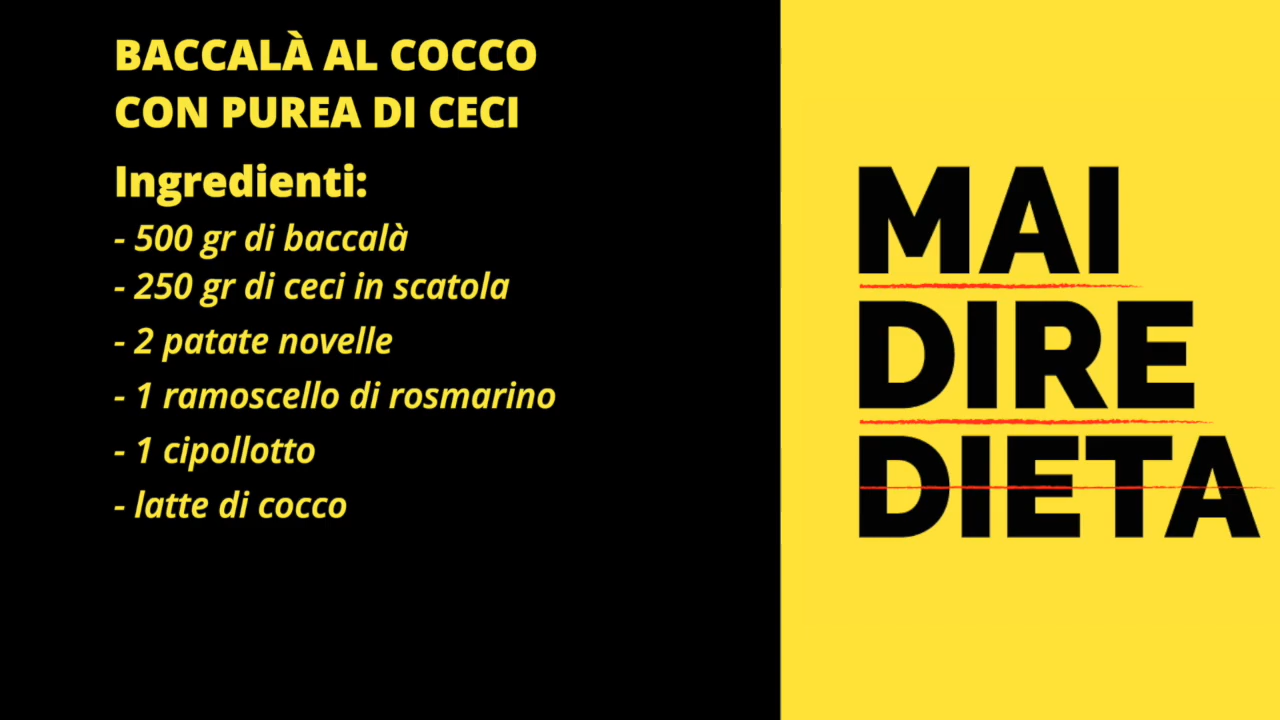 BACCALÀ AL COCCO
CON PUREA DI CECI
Ingredienti:
- 500 gr di baccalà
- 250 gr di ceci in scatola
- 2 patate novelle
- 1 ramoscello di rosmarino
- 1 cipollotto
- latte di cocco
MAI
DIRE
DIETA